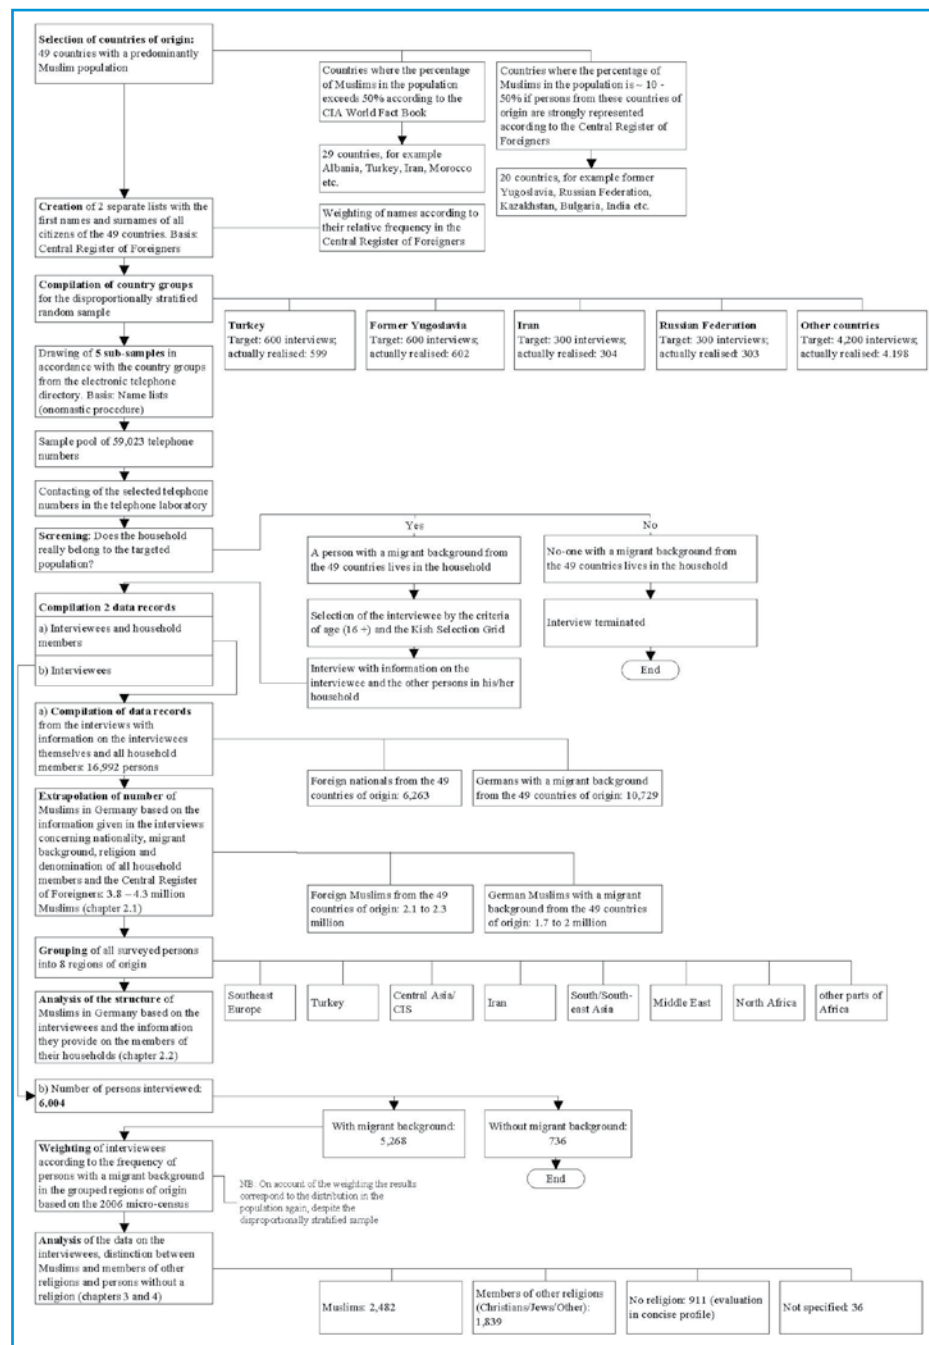 Selection of countries of origin:
49 countries with a predominantly
Muslim population
Countries where the percentage
of Muslims in the population
exceeds 50% according to the
CIA World Fact Book
Countries where the percentage of
Muslims in the population is ~ 10 -
50% if persons from these countries of
origin are strongly represented
according to the Central Register of
Foreigners
29 countries, for example
Albania, Turkey, Iran, Morocco
etc.
20 countries, for example former
Yugoslavia, Russian Federation,
Kazakhstan, Bulgaria, India etc.
Creation of 2 separate lists with the
first names and surnames of all
citizens of the 49 countries. Basis:
Central Register of Foreigners
Weighting of names according to
their relative frequency in the
Central Register of Foreigners
Compilation of country groups
for the disproportionally stratified
random sample
Turkey
Target: 600 interviews;
actually realised: 599
Former Yugoslavia
Target: 600 interviews;
actually realised: 602
Iran
Target: 300 interviews;
actually realised: 304
Russian Federation
Target: 300 interviews;
actually realised: 303
Other countries
Target: 4,200 interviews;
actually realised: 4.198
Drawing of 5 sub-samples in
accordance with the country groups
from the electronic telephone
directory. Basis: Name lists
(onomastic procedure)
Sample pool of 59,023 telephone
numbers
Contacting of the selected telephone
numbers in the telephone laboratory
Screening: Does the household
really belong to the targeted
population?
Yes
No
A person with a migrant background from
the 49 countries lives in the household
No-one with a migrant background from
the 49 countries lives in the household
Selection of the interviewee by the criteria
of age (16 +) and the Kish Selection Grid
Interview terminated
Interview with information on the
interviewee and the other persons in his/her
household
End
Compilation 2 data records
a) Interviewees and household
members
b) Interviewees
a) Compilation of data records
from the interviews with
information on the interviewees
themselves and all household
members: 16,992 persons
Foreign nationals from the 49
countries of origin: 6,263
Germans with a migrant background
from the 49 countries of origin: 10,729
Extrapolation of number of
Muslims in Germany based on the
information given in the interviews
concerning nationality, migrant
background, religion and
denomination of all household
members and the Central Register
of Foreigners: 3.8 – 4.3 million
Muslims (chapter 2.1)
Foreign Muslims from the 49
countries of origin: 2.1 to 2.3
million
German Muslims with a migrant
background from the 49 countries
of origin: 1.7 to 2 million
Grouping of all surveyed persons
into 8 regions of origin
Southeast
Europe
Turkey
Central Asia/
CIS
Iran
South/South-
east Asia
Middle East
North Africa
other parts of
Africa
Analysis of the structure of
Muslims in Germany based on the
interviewees and the information
they provide on the members of
their households (chapter 2.2)
b) Number of persons interviewed:
6,004
With migrant background:
5,268
Without migrant background:
736
End
Weighting of interviewees
according to the frequency of
persons with a migrant background
in the grouped regions of origin
based on the 2006 micro-census
NB: On account of the weighting the results
correspond to the distribution in the
population again, despite the
disproportionally stratified sample
Analysis of the data on the
interviewees, distinction between
Muslims and members of other
religions and persons without a
religion (chapters 3 and 4)
Muslims: 2,482
Members of other religions
(Christians/Jews/Other):
1,839
No religion: 911 (evaluation
in concise profile)
Not specified: 36